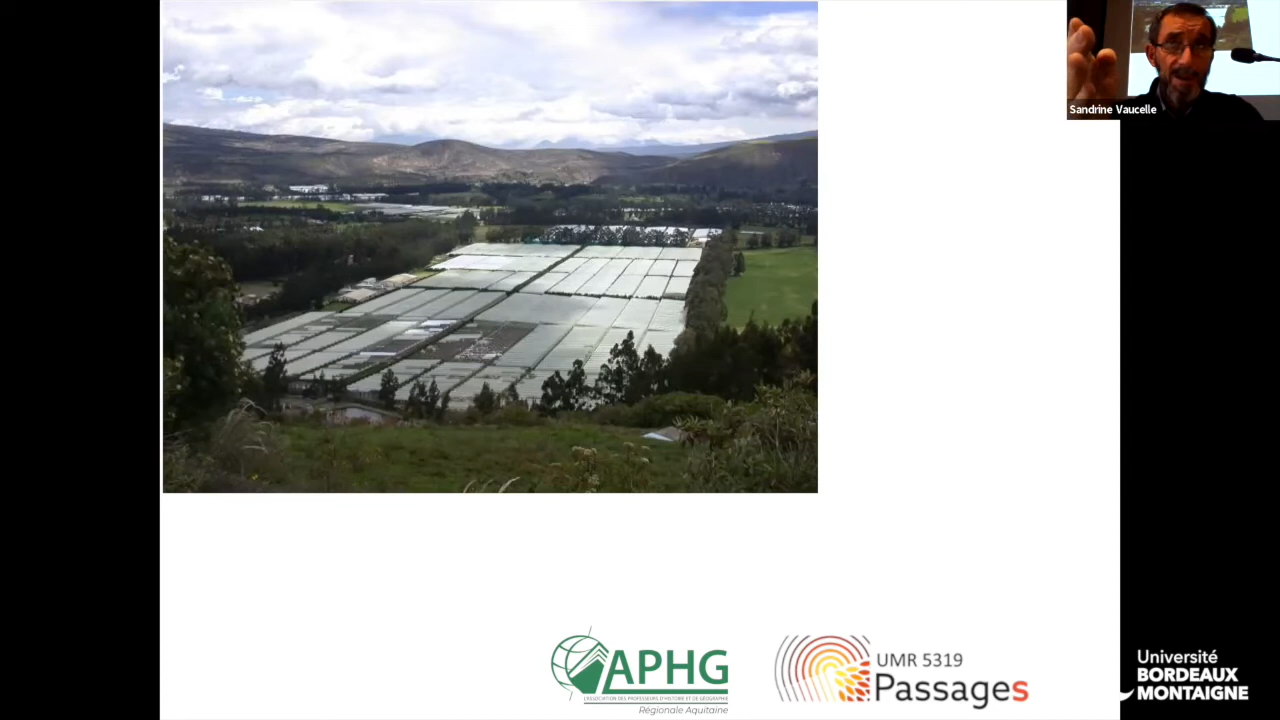 Sandrine Vaucelle
APHG
L'ASSOCIATION DES PROFESSEURS D'HISTOIRE ET DE GÉOGRAPHIE
Régionale Aquitaine
UMR 5319
Passages
Université
BORDEAUX
MONTAIGNE